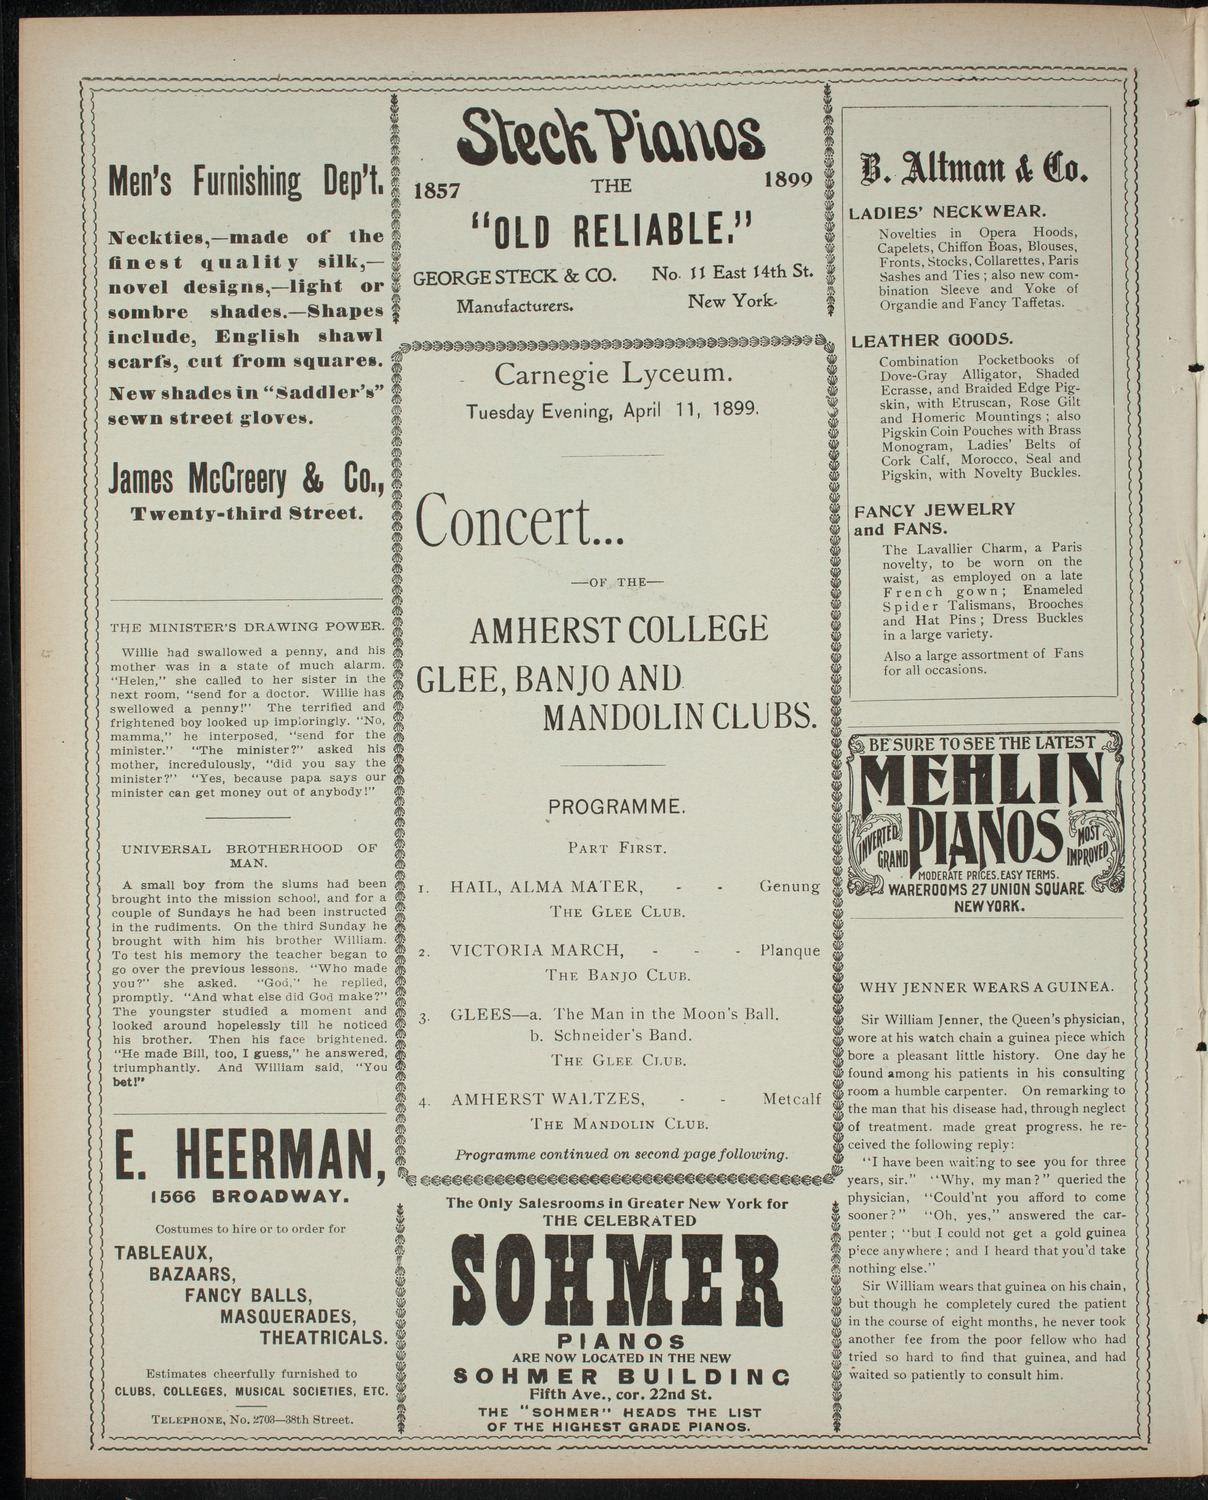 Men's Furnishing Dep't.
Neckties,—made of the
finest quality silk,—
novel designs,—light or
sombre shades.—Shapes
include, English shawl
scarfs, cut from squares.
New shades in "Saddler's"
sewn street gloves.
James McCreery & Co.,
Twenty-third Street.
THE MINISTER'S DRAWING POWER.
Willie had swallowed a penny, and his
mother was in a state of much alarm.
"Helen," she called to her sister in the
next room, "send for a doctor. Willie has
swellowed a penny!" The terrified and
frightened boy looked up imploringly. "No,
mamma," he interposed, "send for the
minister." "The minister?" asked his
mother, incredulously, "did you say the
minister?" "Yes, because papa says our
minister can get money out of anybody!"
UNIVERSAL BROTHERHOOD OF
MAN.
A small boy from the slums had been
brought into the mission school, and for a
couple of Sundays he had been instructed
in the rudiments. On the third Sunday he
brought with him his brother William.
To test his memory the teacher began to
go over the previous lessons. "Who made
you?" she asked. "God," he replied,
promptly. "And what else did God make?"
The youngster studied a moment and
looked around hopelessly till he noticed
his brother. Then his face brightened.
"He made Bill, too, I guess," he answered,
triumphantly. And William said, "You
bet!"
E. HEERMAN,
1566 BROADWAY.
Costumes to hire or to order for
TABLEAUX,
BAZAARS,
FANCY BALLS,
MASQUERADES,
THEATRICALS.
Estimates cheerfully furnished to
CLUBS, COLLEGES, MUSICAL SOCIETIES, ETC.
TELEPHONE, No. 2703—38th Street.
Steck Pianos
1857 THE 1899
"OLD RELIABLE."
GEORGE STECK & CO. No. 11 East 14th St.
Manufacturers. New York.
Carnegie Lyceum.
Tuesday Evening, April 11, 1899.
Concert...
—OF THE—
AMHERST COLLEGE
GLEE, BANJO AND
MANDOLIN CLUBS.
PROGRAMME.
PART FIRST.
1. HAIL, ALMA MATER, - - Genung
THE GLEE CLUB.
2. VICTORIA MARCH, - - - Planque
THE BANJO CLUB.
3. GLEES—a. The Man in the Moon's Ball.
b. Schneider's Band.
THE GLEE CLUB.
4. AMHERST WALTZES, - - Metcalf
THE MANDOLIN CLUB.
Programme continued on second page following.
The Only Salesrooms in Greater New York for
THE CELEBRATED
SOHMER
PIANOS
ARE NOW LOCATED IN THE NEW
SOHMER BUILDING
Fifth Ave., cor. 22nd St.
THE "SOHMER" HEADS THE LIST
OF THE HIGHEST GRADE PIANOS.
B. Altman & Co.
LADIES' NECKWEAR.
Novelties in Opera Hoods,
Capelets, Chiffon Boas, Blouses,
Fronts, Stocks, Collarettes, Paris
Sashes and Ties; also new com-
bination Sleeve and Yoke of
Organdie and Fancy Taffetas.
LEATHER GOODS.
Combination Pocketbooks of
Dove-Gray Alligator, Shaded
Ecrasse, and Braided Edge Pig-
skin, with Etruscan, Rose Gilt
and Homeric Mountings; also
Pigskin Coin Pouches with Brass
Monogram, Ladies' Belts of
Cork Calf, Morocco, Seal and
Pigskin, with Novelty Buckles.
FANCY JEWELRY
and FANS.
The Lavallier Charm, a Paris
novelty, to be worn on the
waist, as employed on a late
French gown; Enameled
Spider Talismans, Brooches
and Hat Pins; Dress Buckles
in a large variety.
Also a large assortment of Fans
for all occasions.
BE SURE TO SEE THE LATEST
MEHLIN
PIANOS
INVERTED GRAND
MOST IMPROVED
MODERATE PRICES. EASY TERMS.
WAREROOMS 27 UNION SQUARE
NEW YORK.
WHY JENNER WEARS A GUINEA.
Sir William Jenner, the Queen's physician,
wore at his watch chain a guinea piece which
bore a pleasant little history. One day he
found among his patients in his consulting
room a humble carpenter. On remarking to
the man that his disease had, through neglect
of treatment, made great progress, he re-
ceived the following reply:
"I have been waiting to see you for three
years, sir." "Why, my man?" queried the
physician, "Could'nt you afford to come
sooner?" "Oh, yes," answered the car-
penter; "but I could not get a gold guinea
piece anywhere; and I heard that you'd take
nothing else."
Sir William wears that guinea on his chain,
but though he completely cured the patient
in the course of eight months, he never took
another fee from the poor fellow who had
tried so hard to find that guinea, and had
waited so patiently to consult him.